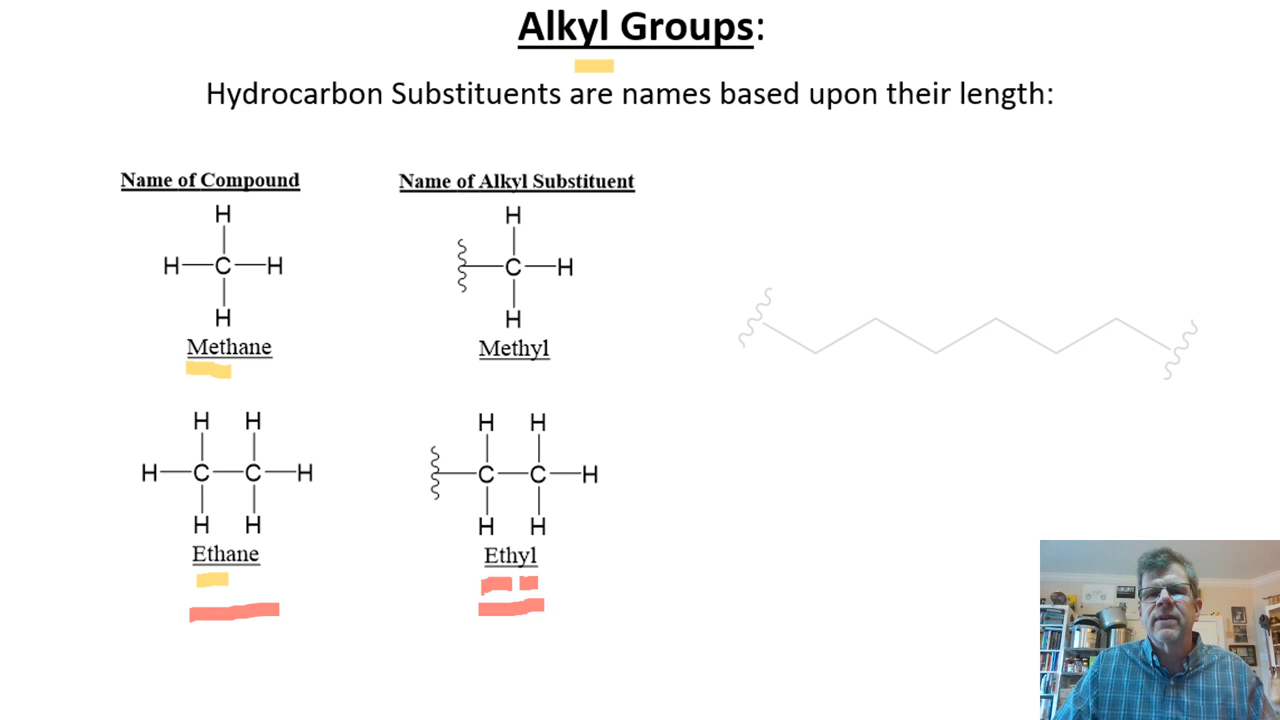 Alkyl Groups:
Hydrocarbon Substituents are names based upon their length:
Name of Compound
Name of Alkyl Substituent
H
H C H
H
Methane
H
C H
H
Methyl
H H
H C C H
H H
Ethane
H H
C C H
H H
Ethyl